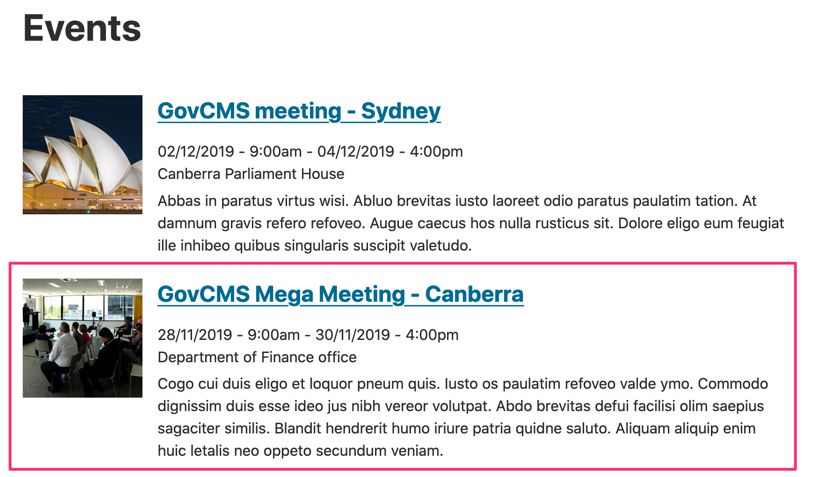 Events
GovCMS meeting - Sydney
02/12/2019 - 9:00am - 04/12/2019 - 4:00pm
Canberra Parliament House
Abbas in paratus virtus wisi. Abluo brevitas iusto laoreet odio paratus paulatim tation. At
damnum gravis refero refoveo. Augue caecus hos nulla rusticus sit. Dolore eligo eum feugiat
ille inhibeo quibus singularis suscipit valetudo.
GovCMS Mega Meeting - Canberra
28/11/2019 - 9:00am - 30/11/2019 - 4:00pm
Department of Finance office
Cogo cui duis eligo et loquor pneum quis. Iusto os paulatim refoveo valde ymo. Commodo
dignissim duis esse ideo jus nibh vereor volutpat. Abdo brevitas defui facilisi olim saepius
sagaciter similis. Blandit hendrerit humo iriure patria quidne saluto. Aliquam aliquip enim
huic letalis neo oppeto secundum veniam.